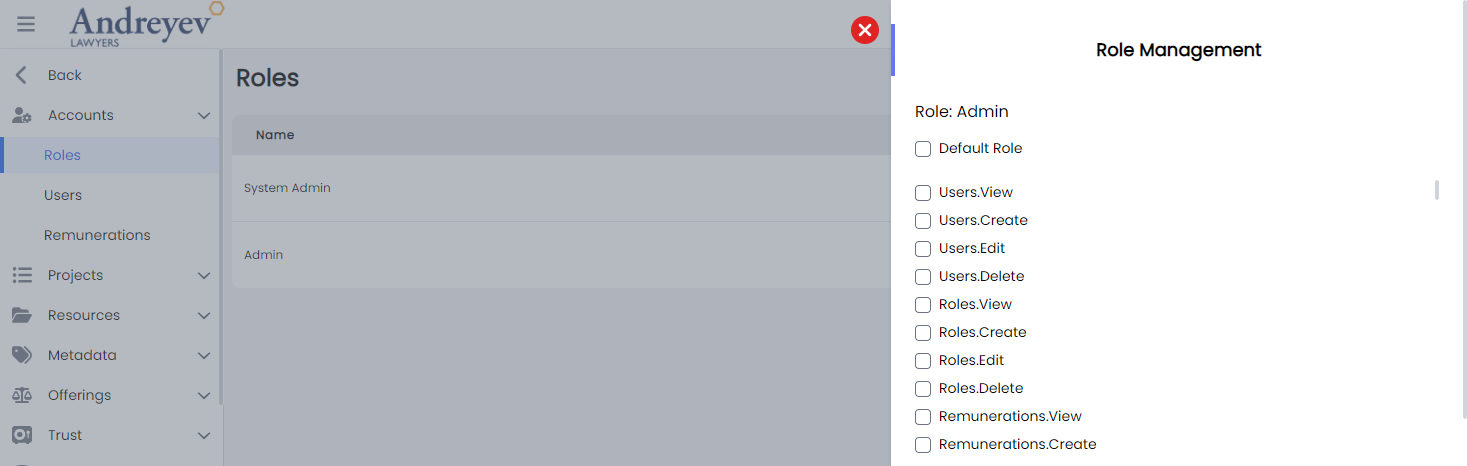 Andreyev
LAWYERS
Back
Accounts
Roles
Users
Remunerations
Projects
Resources
Metadata
Offerings
Trust
Roles
Name
System Admin
Admin
Role Management
Role: Admin
Default Role
Users.View
Users.Create
Users.Edit
Users.Delete
Roles.View
Roles.Create
Roles.Edit
Roles.Delete
Remunerations.View
Remunerations.Create